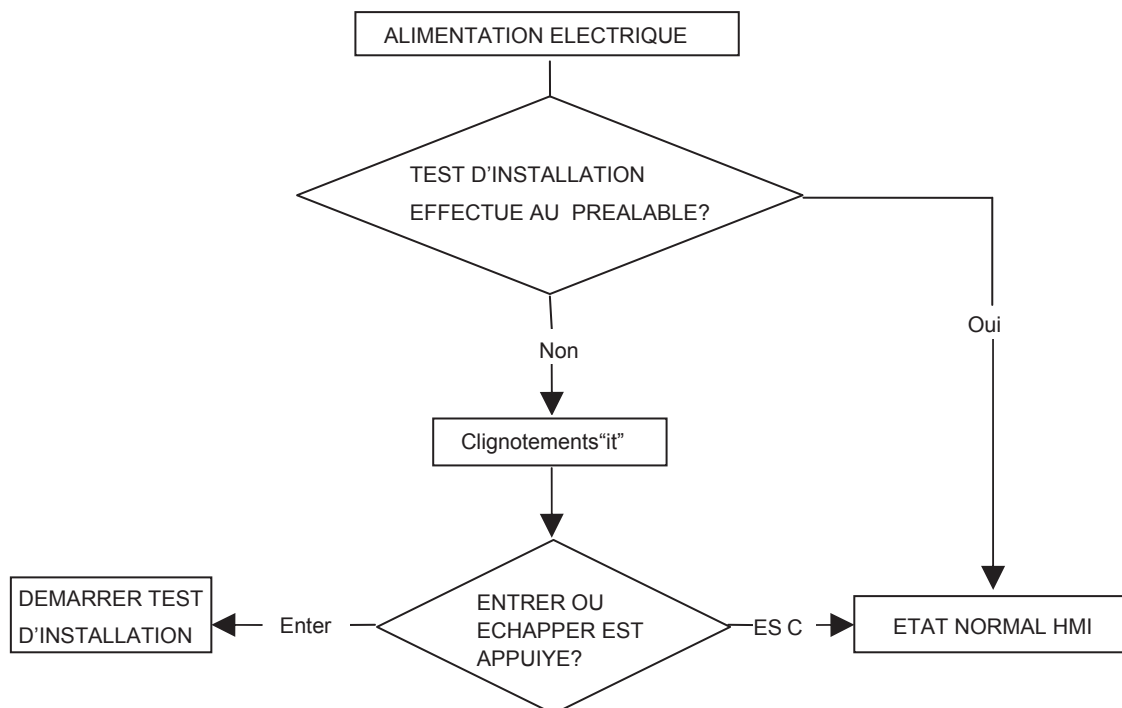 ALIMENTATION ELECTRIQUE
TEST D'INSTALLATION
EFFECTUE AU PREALABLE?
Oui
Non
Clignotements“it”
DEMARRER TEST
D'INSTALLATION
Enter
ENTRER OU
ECHAPPER EST
APPUIYE?
ES C
ETAT NORMAL HMI